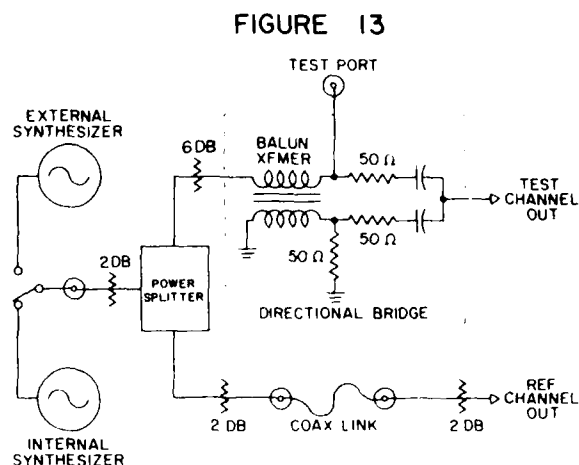 FIGURE 13
TEST PORT
EXTERNAL
SYNTHESIZER
6 DB
BALUN
XFMER
50 Ω
TEST
CHANNEL
OUT
2 DB
POWER
SPLITTER
50 Ω
50 Ω
DIRECTIONAL BRIDGE
INTERNAL
SYNTHESIZER
2 DB
COAX LINK
2 DB
REF
CHANNEL
OUT